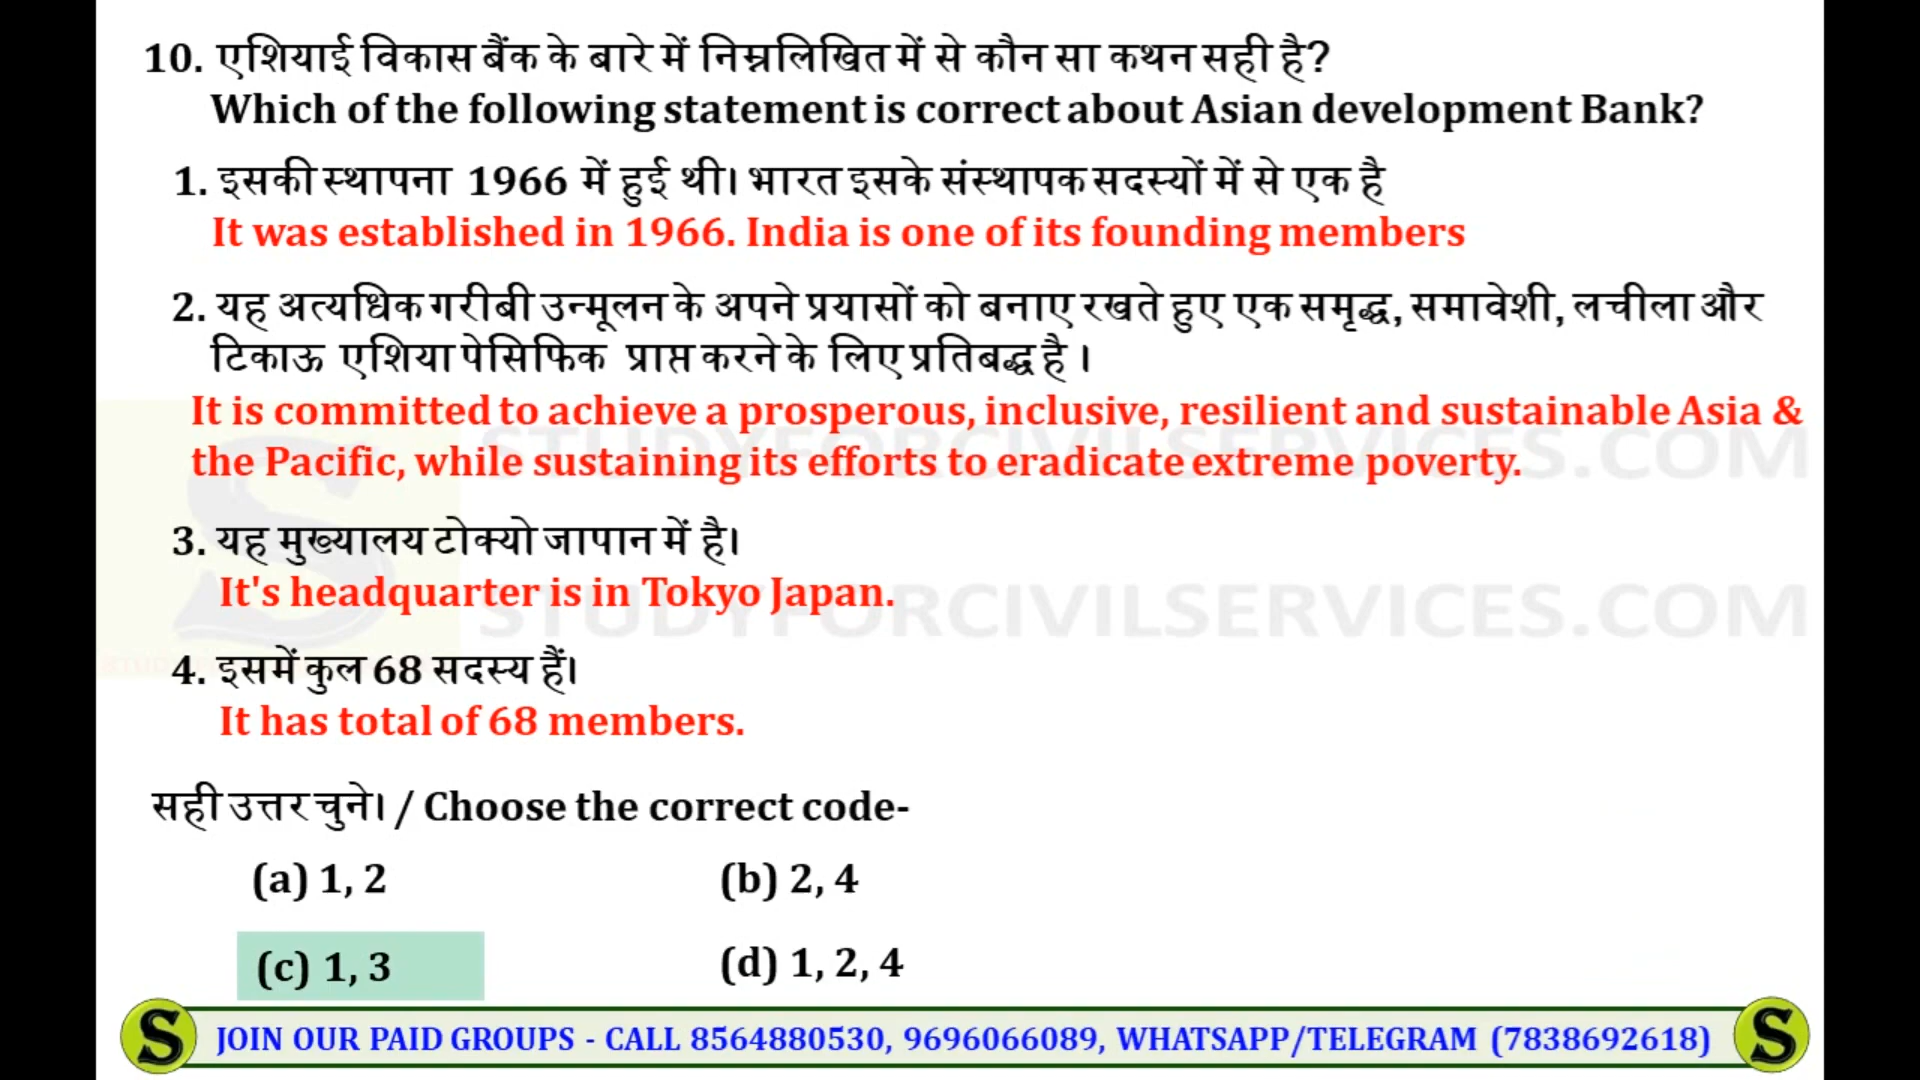 10. एशियाई विकास बैंक के बारे में निम्नलिखित में से कौन सा कथन सही है?
Which of the following statement is correct about Asian development Bank?
1. इसकी स्थापना 1966 में हुई थी। भारत इसके संस्थापक सदस्यों में से एक है
It was established in 1966. India is one of its founding members
2. यह अत्यधिक गरीबी उन्मूलन के अपने प्रयासों को बनाए रखते हुए एक समृद्ध, समावेशी, लचीला और
टिकाऊ एशिया पेसिफिक प्राप्त करने के लिए प्रतिबद्ध है ।
It is committed to achieve a prosperous, inclusive, resilient and sustainable Asia &
the Pacific, while sustaining its efforts to eradicate extreme poverty.
STUDYFORCIVILSERVICES.COM
3. यह मुख्यालय टोक्यो जापान में है।
It's headquarter is in Tokyo Japan.
STUDYFORCIVILSERVICES.COM
4. इसमें कुल 68 सदस्य हैं।
It has total of 68 members.
सही उत्तर चुने। / Choose the correct code-
(a) 1, 2 (b) 2, 4
(c) 1, 3 (d) 1, 2, 4
S JOIN OUR PAID GROUPS - CALL 8564880530, 9696066089, WHATSAPP/TELEGRAM (7838692618) S